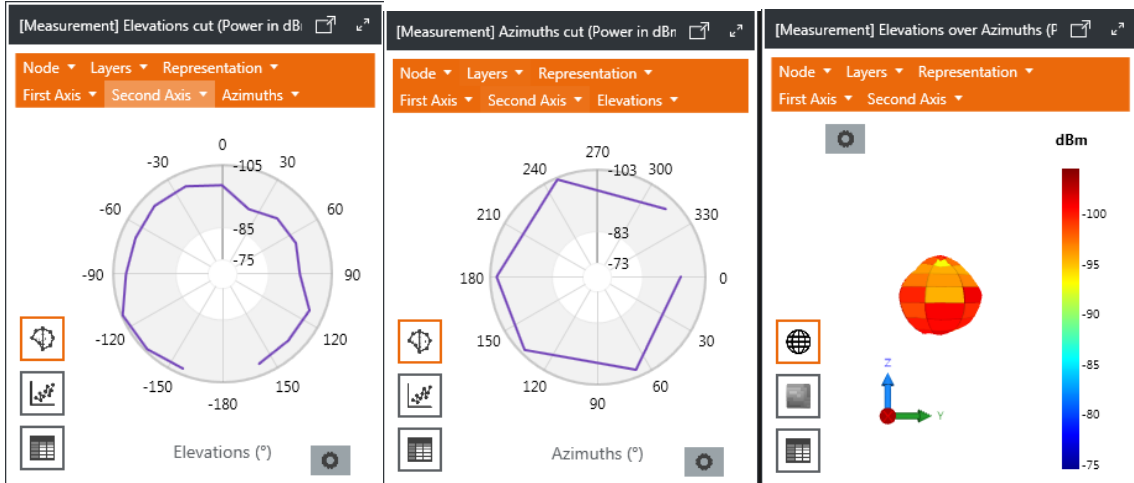 [Measurement] Elevations cut (Power in dB
Node Layers Representation
First Axis Second Axis Azimuths
0
-30 -105 30
-60 60
-85
-75
-90 90
-120 120
-150 150
-180
Elevations (°)
[Measurement] Azimuths cut (Power in dBm
Node Layers Representation
First Axis Second Axis Elevations
270
240 -103 300
210 330
-83
-73
180 0
150 30
120 60
90
Azimuths (°)
[Measurement] Elevations over Azimuths (P
Node Layers Representation
First Axis Second Axis
dBm
-100
-95
-90
-85
-80
-75
Z
Y